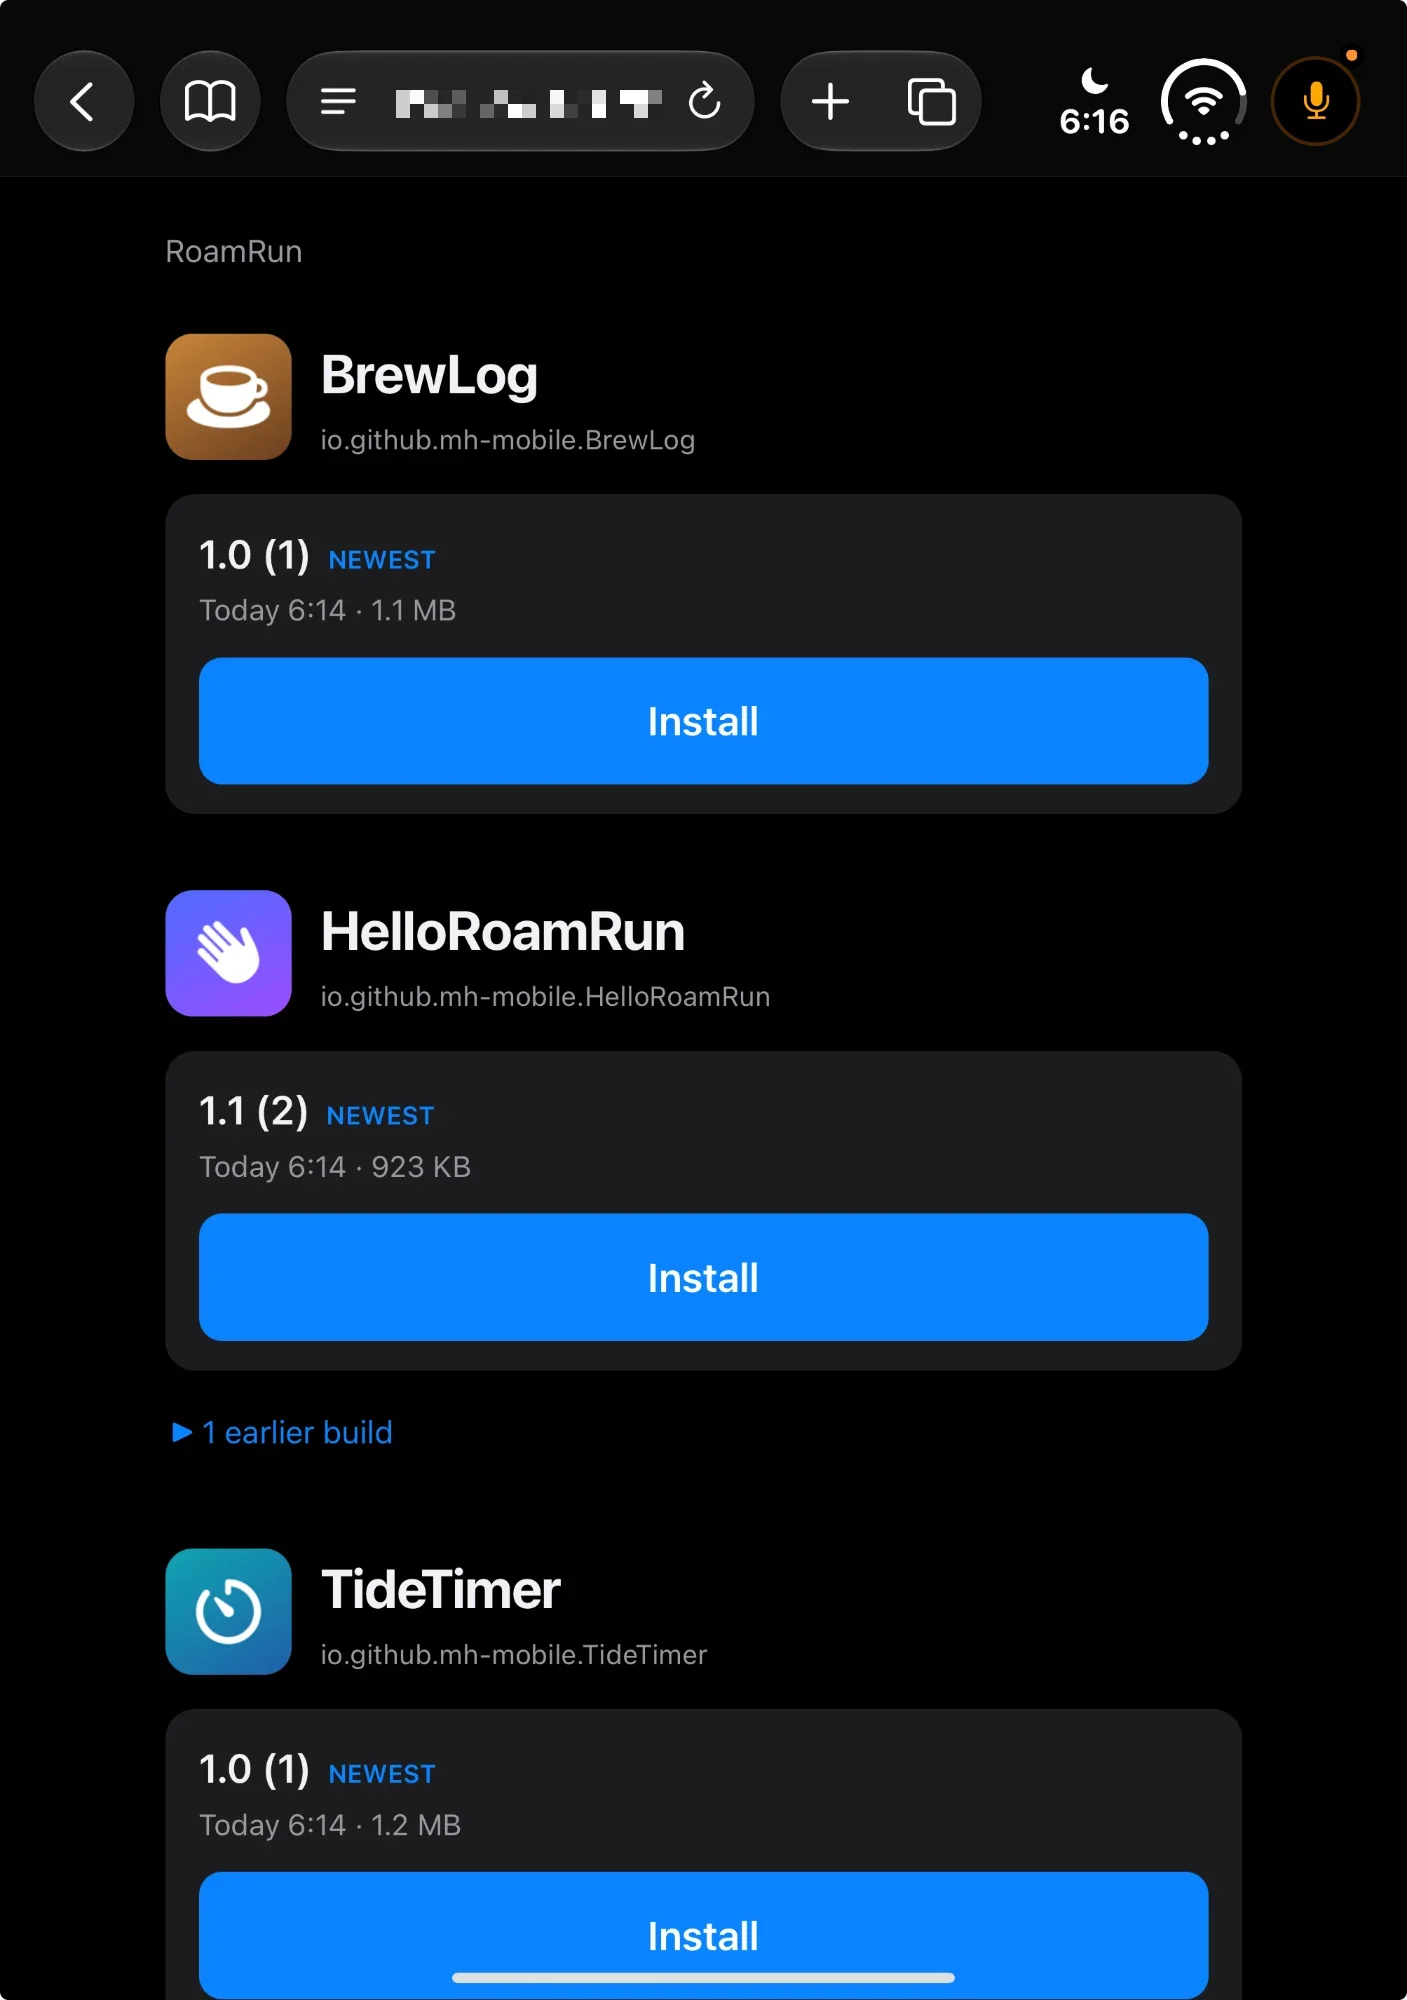 6:16
RoamRun
BrewLog
io.github.mh-mobile.BrewLog
1.0 (1) NEWEST
Today 6:14 · 1.1 MB
Install
HelloRoamRun
io.github.mh-mobile.HelloRoamRun
1.1 (2) NEWEST
Today 6:14 · 923 KB
Install
▶ 1 earlier build
TideTimer
io.github.mh-mobile.TideTimer
1.0 (1) NEWEST
Today 6:14 · 1.2 MB
Install